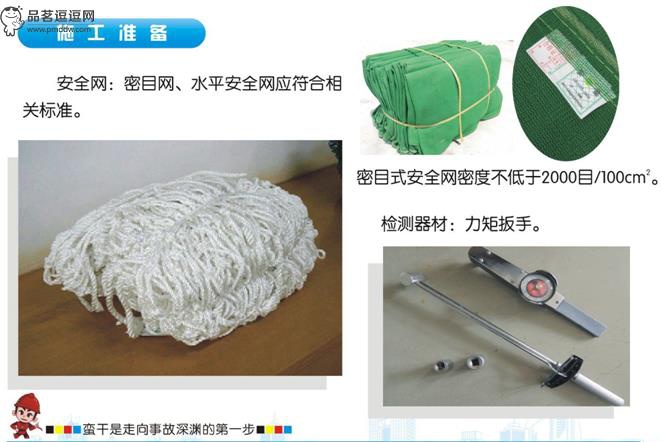 品茗逗逗网
www.pmddw.com
施工准备
安全网：密目网、水平安全网应符合相
关标准。
密目式安全网密度不低于2000目/100cm²。
检测器材：力矩扳手。
蛮干是走向事故深渊的第一步